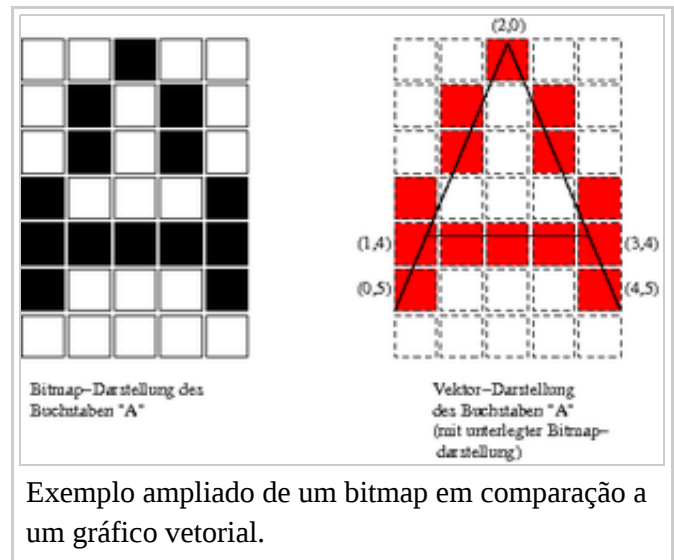 (2,0)
(1,4)
(3,4)
(0,5)
(4,5)
Bitmap-Darstellung des
Buchstaben "A"
Vektor-Darstellung
des Buchstaben "A"
(mit unterlegter Bitmap-
darstellung)
Exemplo ampliado de um bitmap em comparação a
um gráfico vetorial.